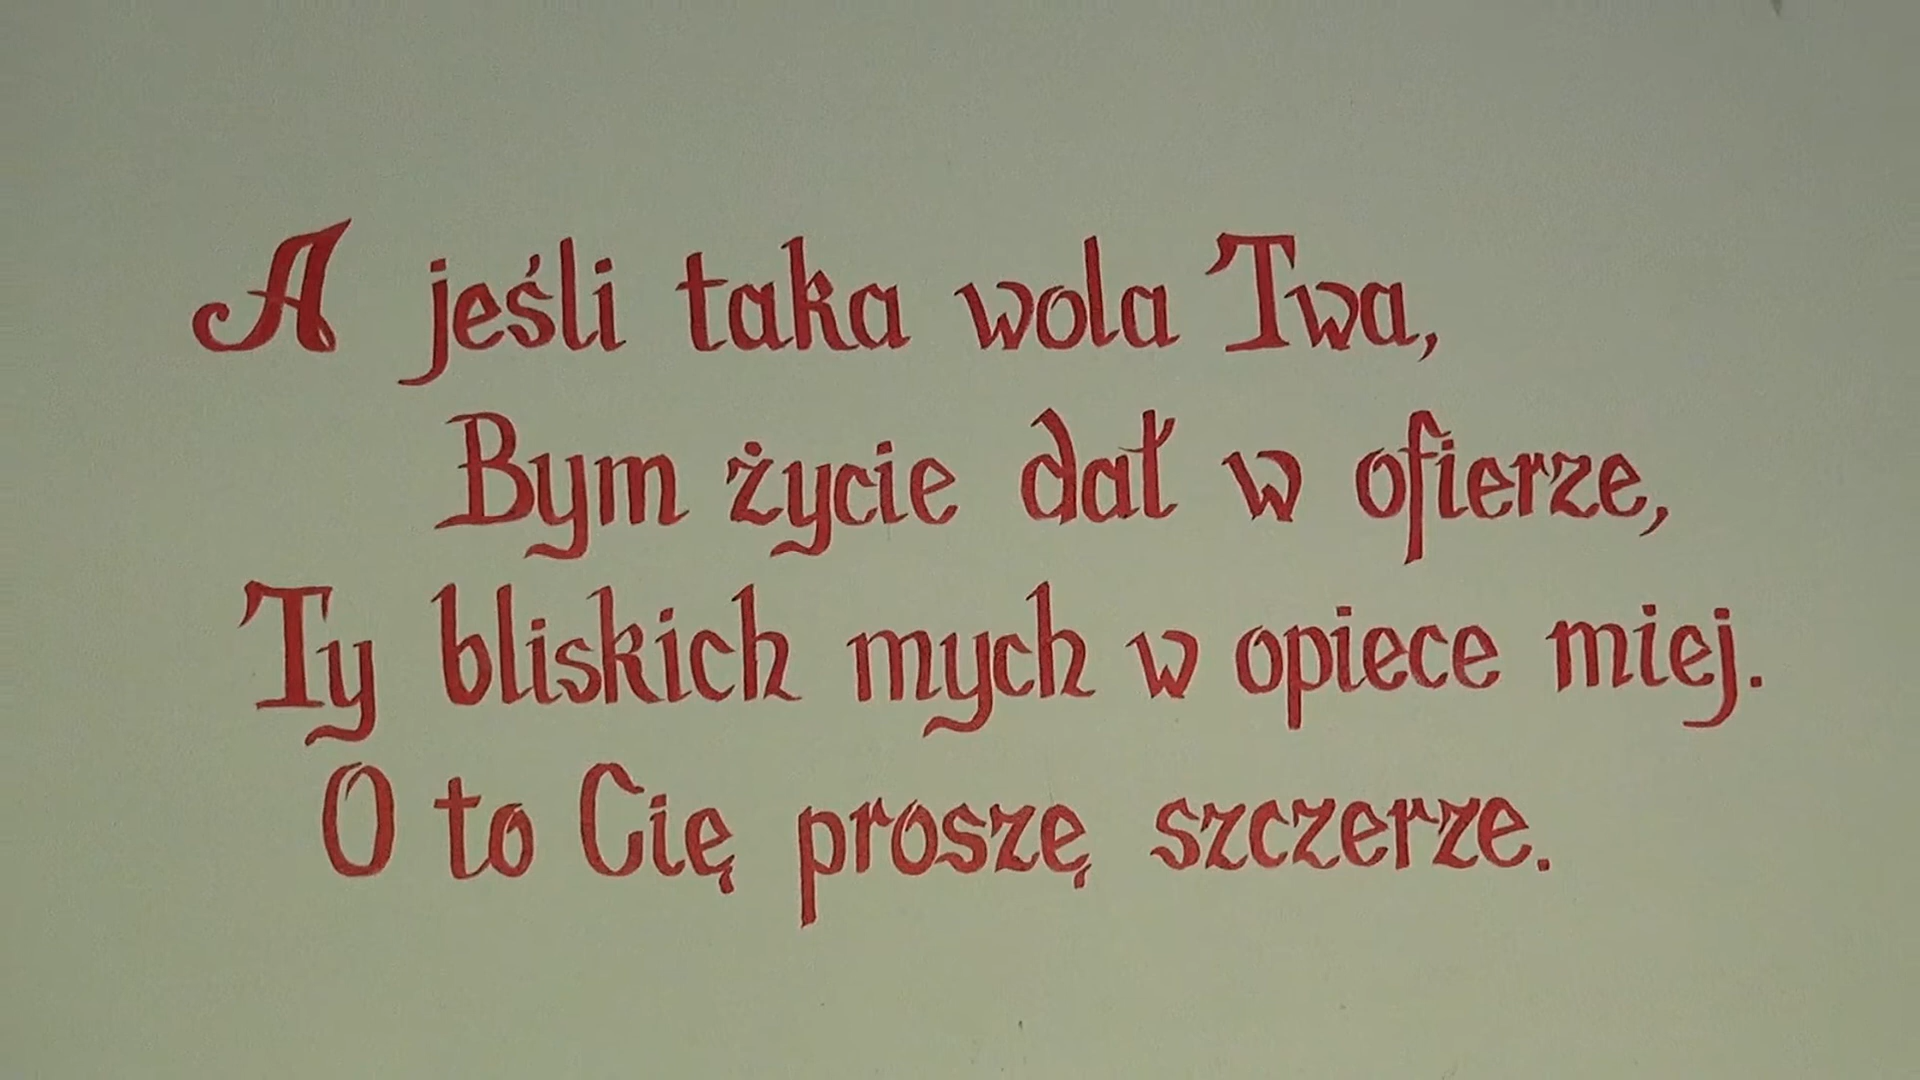 A jeśli taka wola Twa,
Bym życie dał w ofierze,
Ty bliskich mych w opiece miej.
O to Cię proszę szczerze.